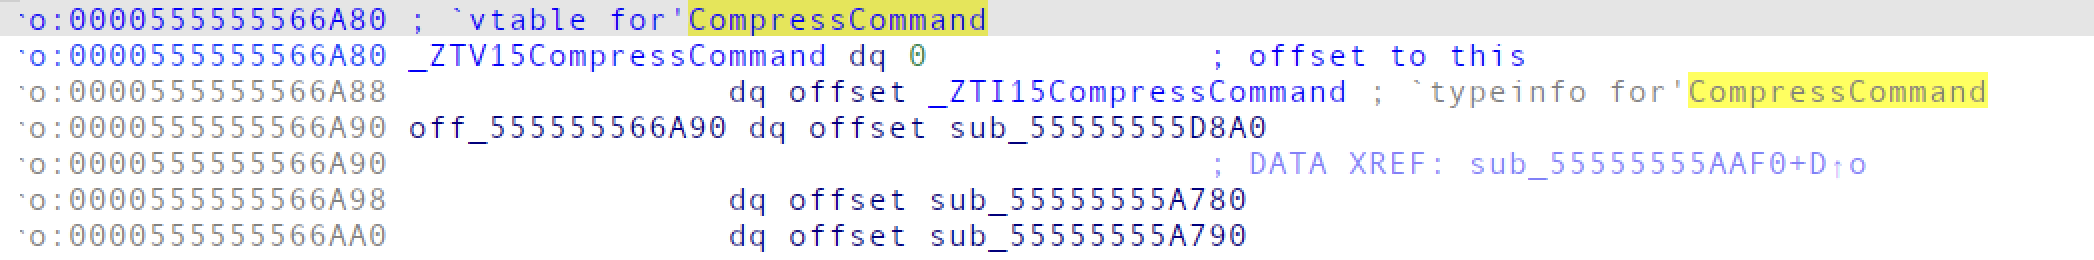 o:0000555555566A80 ; `vtable for'CompressCommand
o:0000555555566A80 _ZTV15CompressCommand dq 0 ; offset to this
o:0000555555566A88 dq offset _ZTI15CompressCommand ; `typeinfo for'CompressCommand
o:0000555555566A90 off_555555566A90 dq offset sub_55555555D8A0
o:0000555555566A90 ; DATA XREF: sub_55555555AAF0+D↑o
o:0000555555566A98 dq offset sub_55555555A780
o:0000555555566AA0 dq offset sub_55555555A790